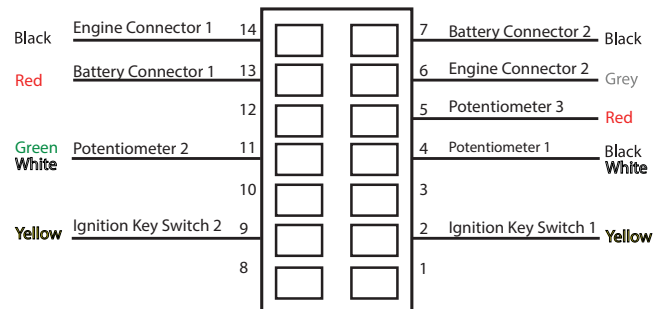 Black Engine Connector 1 14 7 Battery Connector 2 Black
Red Battery Connector 1 13 6 Engine Connector 2 Grey
12 5 Potentiometer 3 Red
Green White Potentiometer 2 11 4 Potentiometer 1 Black White
10 3
Yellow Ignition Key Switch 2 9 2 Ignition Key Switch 1 Yellow
8 1